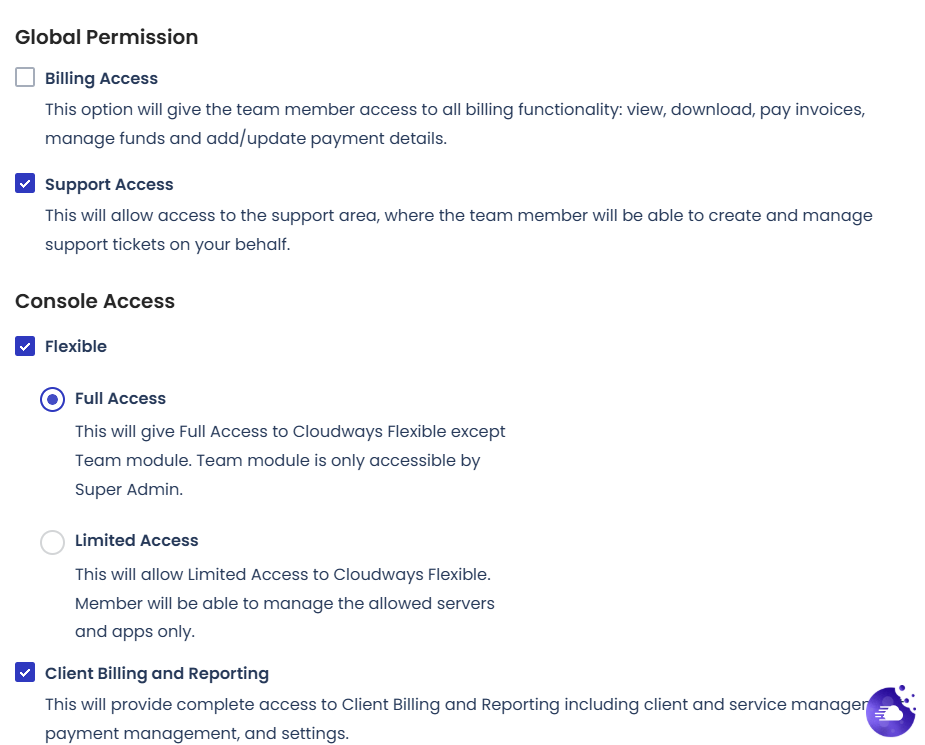 Global Permission
Billing Access
This option will give the team member access to all billing functionality: view, download, pay invoices,
manage funds and add/update payment details.
Support Access
This will allow access to the support area, where the team member will be able to create and manage
support tickets on your behalf.
Console Access
Flexible
Full Access
This will give Full Access to Cloudways Flexible except
Team module. Team module is only accessible by
Super Admin.
Limited Access
This will allow Limited Access to Cloudways Flexible.
Member will be able to manage the allowed servers
and apps only.
Client Billing and Reporting
This will provide complete access to Client Billing and Reporting including client and service
payment management, and settings.